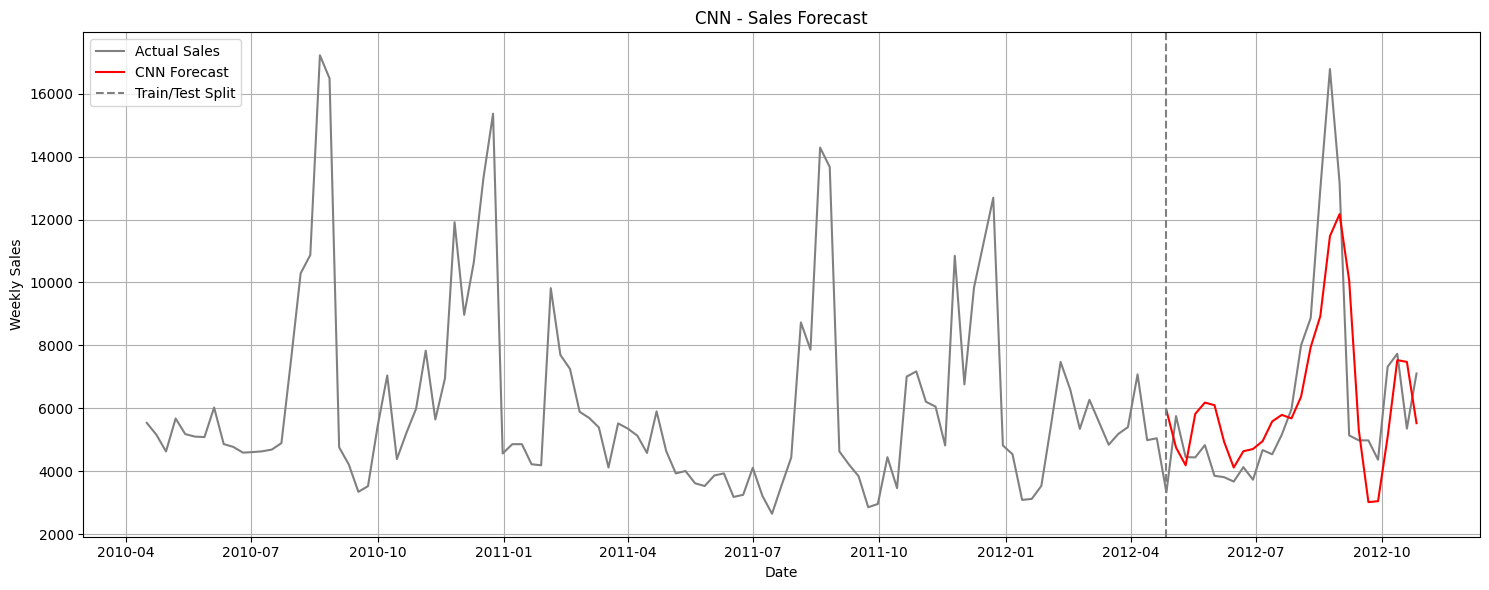 CNN - Sales Forecast
Actual Sales
CNN Forecast
Train/Test Split
Weekly Sales
16000
14000
12000
10000
8000
6000
4000
2000
2010-04 2010-07 2010-10 2011-01 2011-04 2011-07 2011-10 2012-01 2012-04 2012-07 2012-10
Date